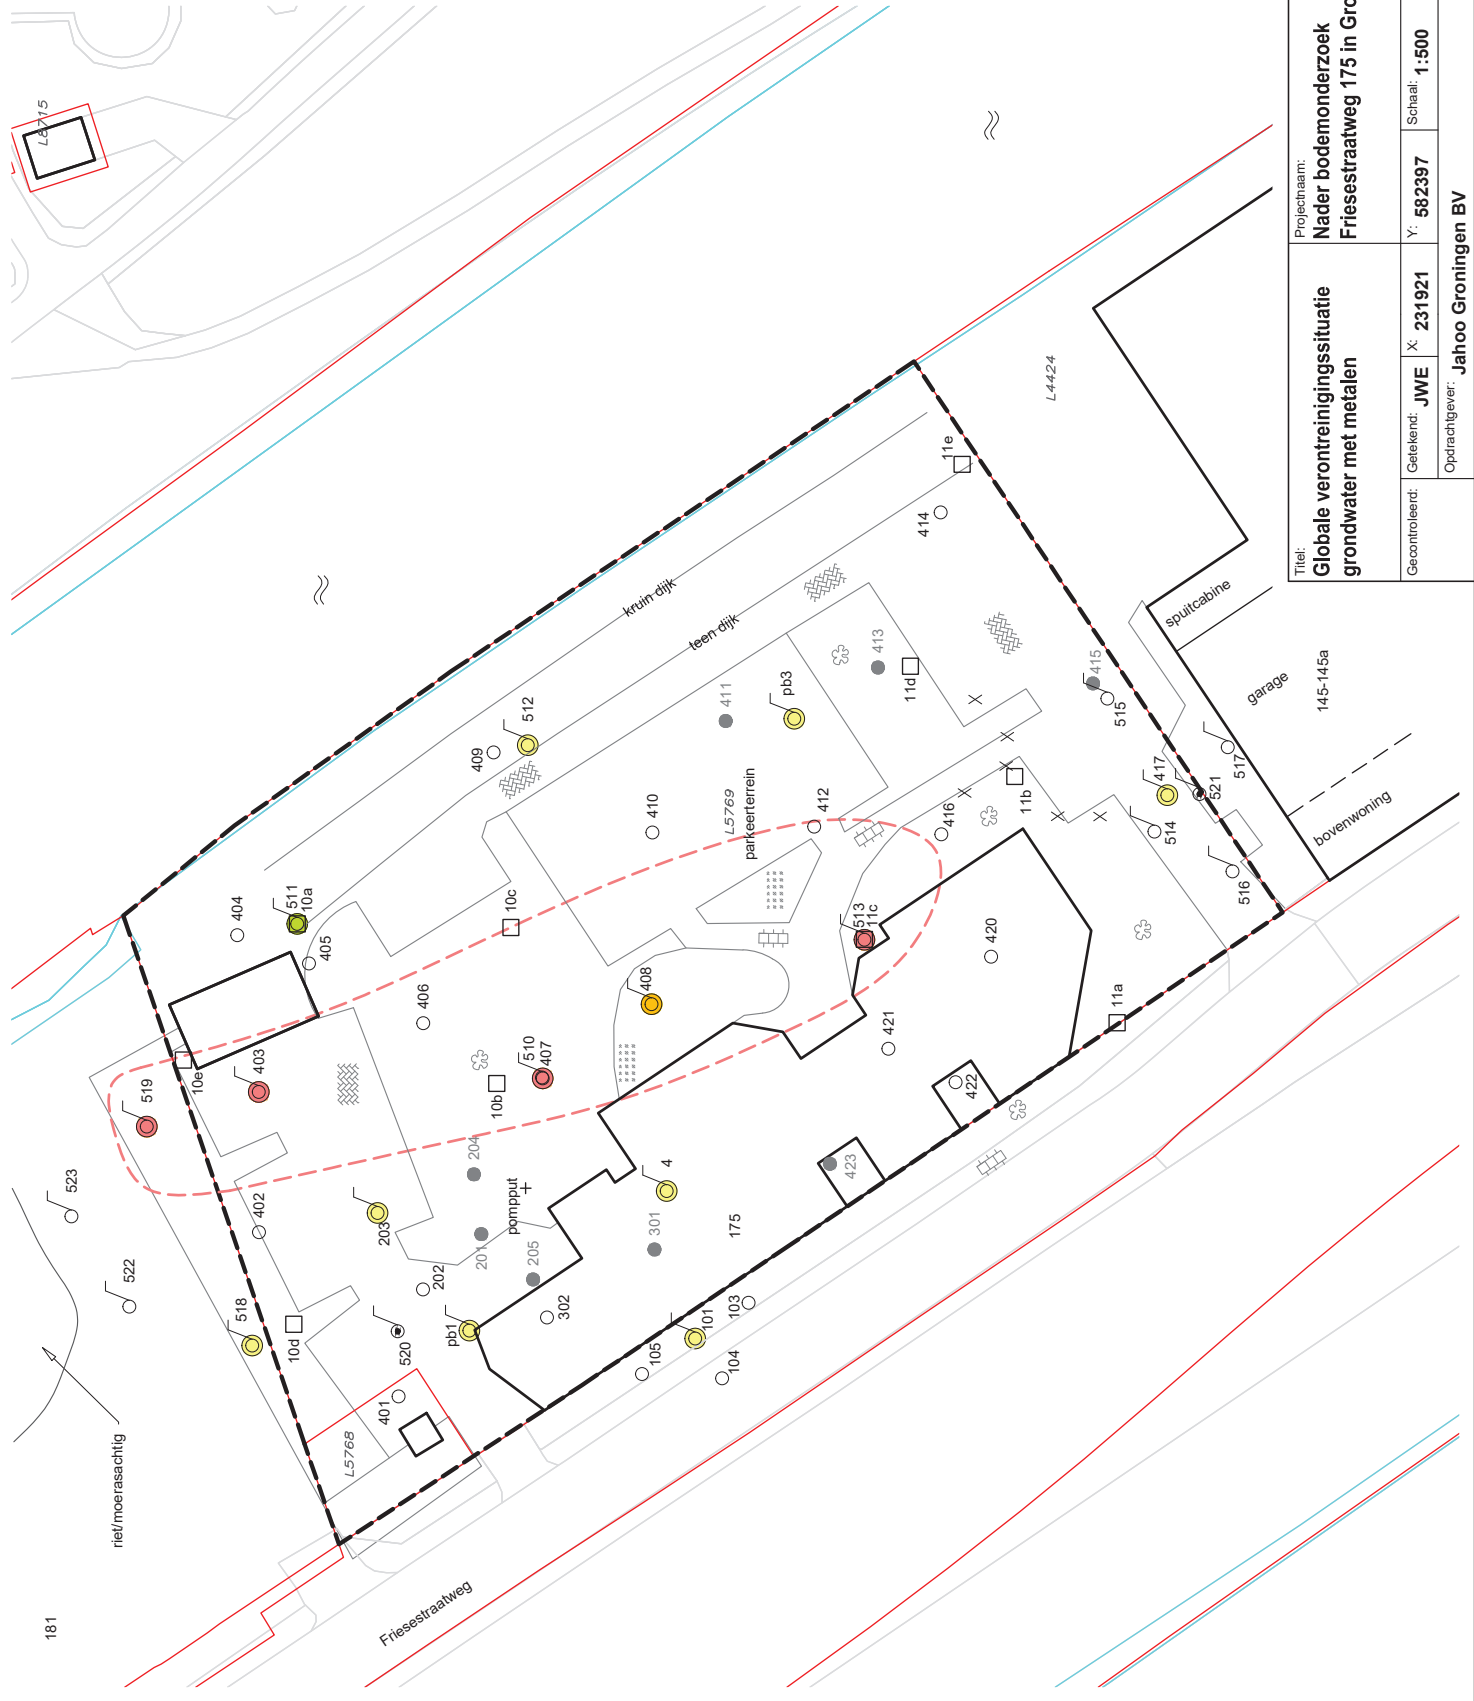 181
riet/moerasachtig
Friesestraatweg
L8715
523
522
519
518
10e
403
402
203
10d
404
511
10a
405
406
10c
409
512
kruin dijk
teen dijk
411
pb3
413
11d
414
11e
L4424
410
L5769
parkeerterrein
412
408
510
407
10b
204
201
pompput
205
202
520
pb1
302
401
L5768
4
301
175
105
101
103
104
423
422
421
420
513
11c
416
11b
11a
415
515
417
521
514
516
517
spuitcabine
garage
145-145a
bovenwoning
Titel:
Globale verontreinigingssituatie
grondwater met metalen
Projectnaam:
Nader bodemonderzoek
Friesestraatweg 175 in Gro
Gecontroleerd:
Getekend: JWE
X: 231921
Y: 582397
Schaal: 1:500
Opdrachtgever: Jahoo Groningen BV